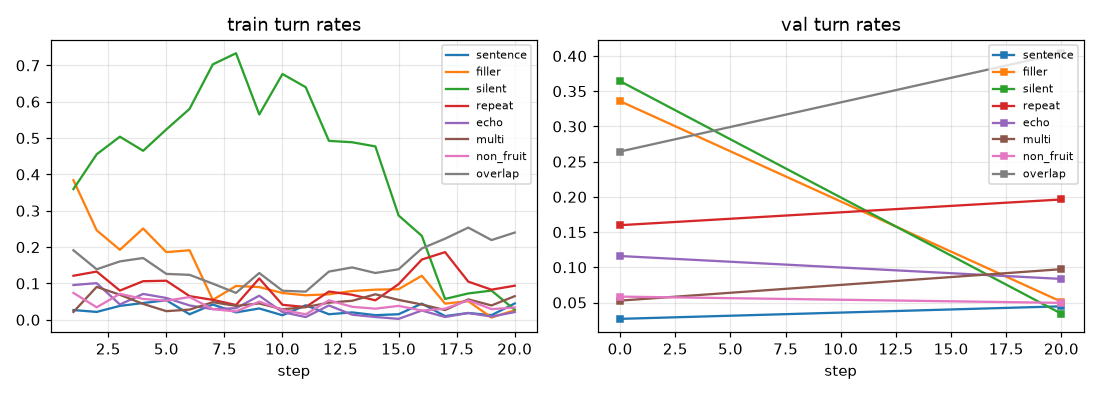 train turn rates
0.7
0.6
0.5
0.4
0.3
0.2
0.1
0.0
2.5 5.0 7.5 10.0 12.5 15.0 17.5 20.0
step
sentence
filler
silent
repeat
echo
multi
non_fruit
overlap
val turn rates
0.40
0.35
0.30
0.25
0.20
0.15
0.10
0.05
0.0 2.5 5.0 7.5 10.0 12.5 15.0 17.5 20.0
step
sentence
filler
silent
repeat
echo
multi
non_fruit
overlap